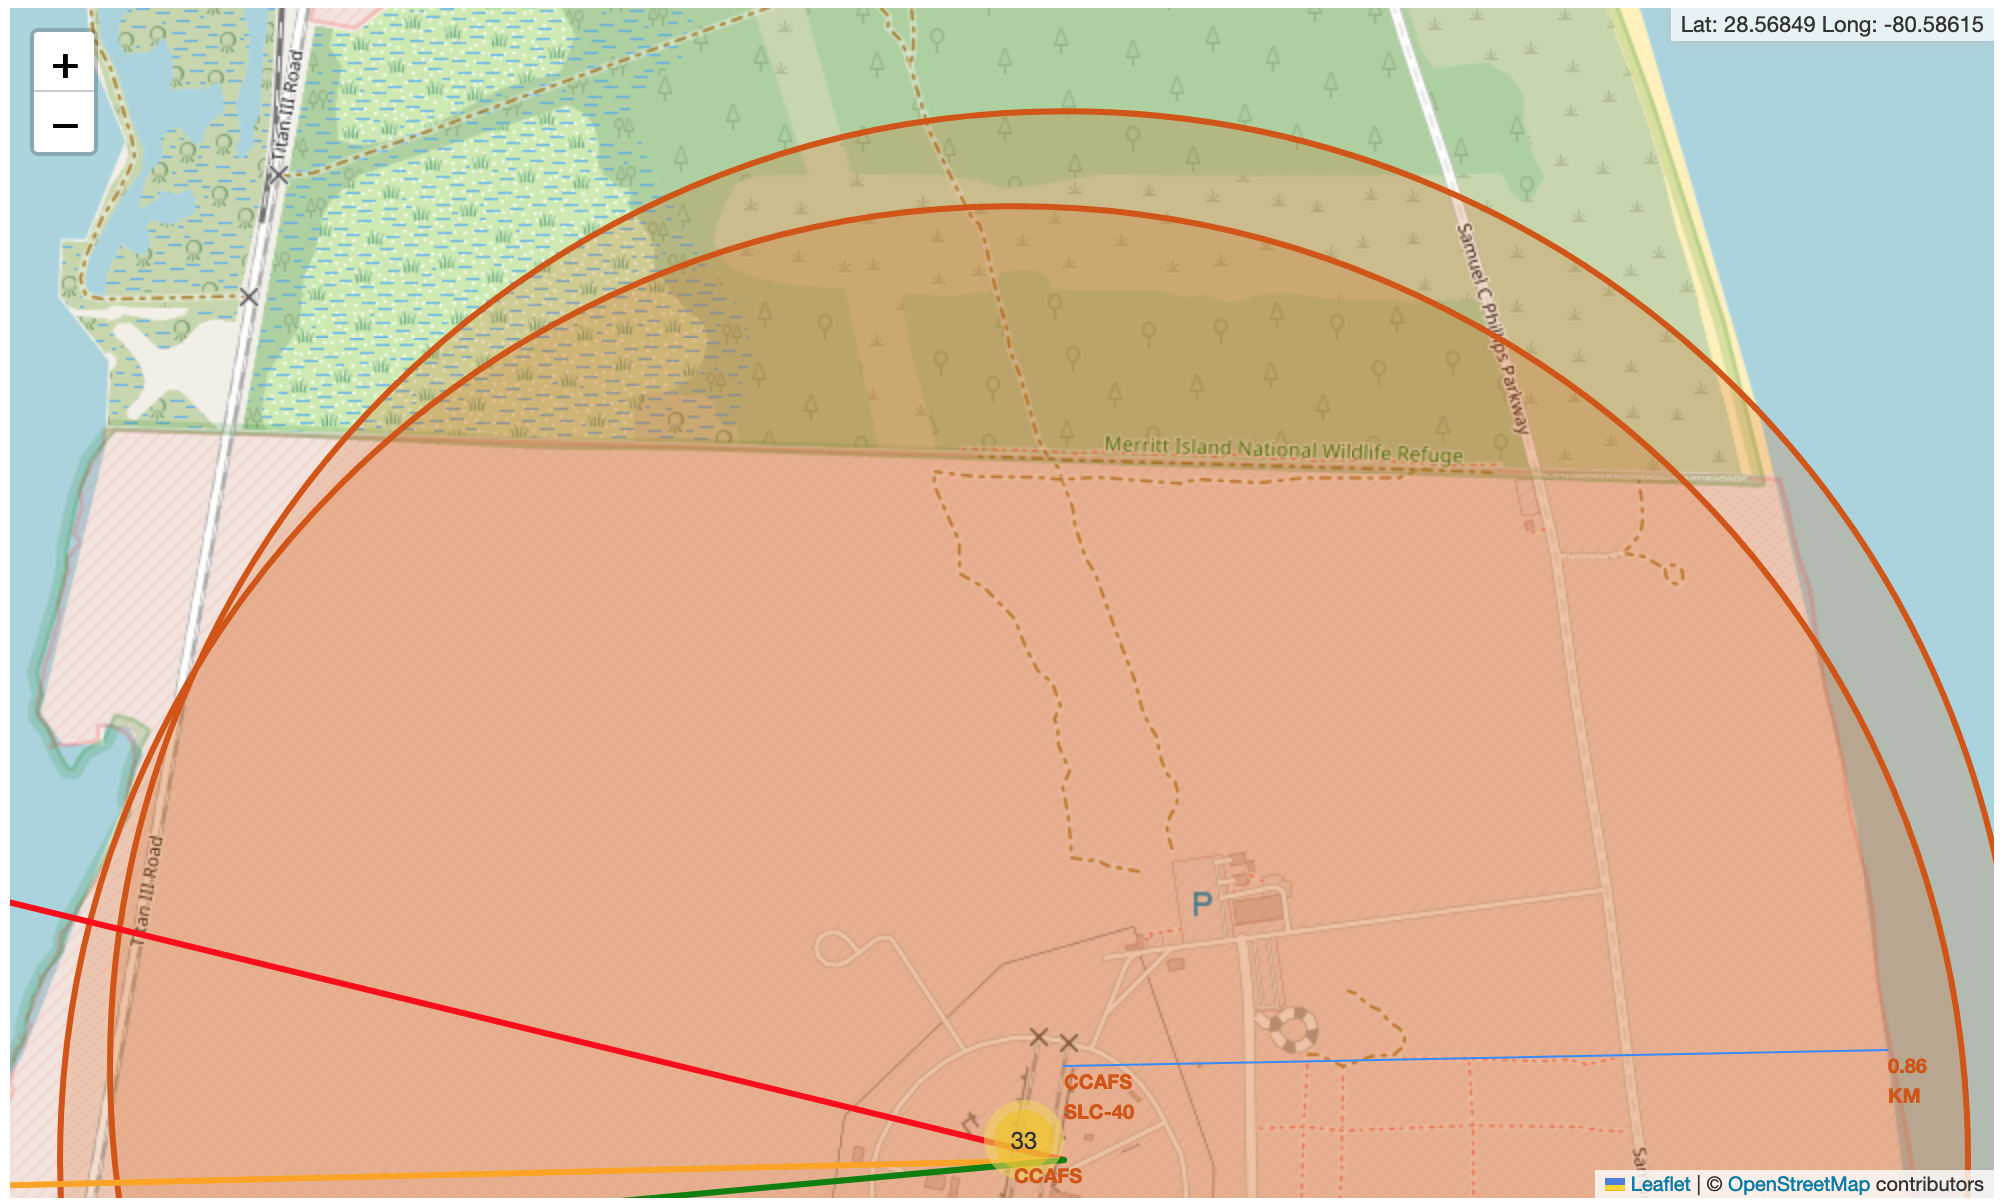 Lat: 28.56849 Long: -80.58615
+
−
Titan III Road
Samuel C Phillips Parkway
Merritt Island National Wildlife Refuge
Titan III Road
P
0.86
KM
CCAFS
SLC-40
33
CCAFS
Leaflet | © OpenStreetMap contributors